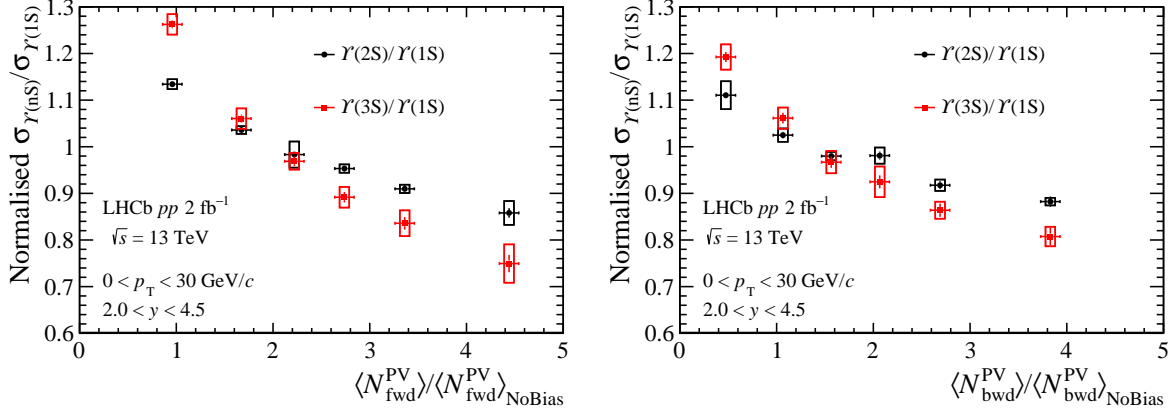 Normalised σϒ(nS)/σϒ(1S)
1.3
1.2
1.1
1
0.9
0.8
0.7
0.6
ϒ(2S)/ϒ(1S)
ϒ(3S)/ϒ(1S)
LHCb pp 2 fb⁻¹
√s = 13 TeV
0 < pT < 30 GeV/c
2.0 < y < 4.5
0 1 2 3 4 5
⟨N^PV_fwd⟩/⟨N^PV_fwd⟩NoBias
Normalised σϒ(nS)/σϒ(1S)
1.3
1.2
1.1
1
0.9
0.8
0.7
0.6
ϒ(2S)/ϒ(1S)
ϒ(3S)/ϒ(1S)
LHCb pp 2 fb⁻¹
√s = 13 TeV
0 < pT < 30 GeV/c
2.0 < y < 4.5
0 1 2 3 4 5
⟨N^PV_bwd⟩/⟨N^PV_bwd⟩NoBias